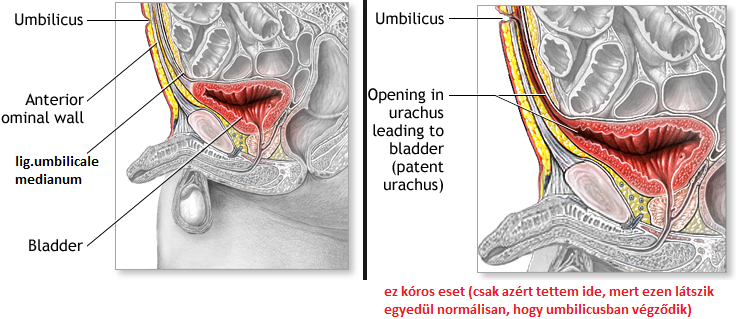 Umbilicus
Anterior
ominal wall
lig.umbilicale
medianum
Bladder
Umbilicus
Opening in
urachus
leading to
bladder
(patent
urachus)
ez kóros eset (csak azért tettem ide, mert ezen látszik
egyedül normálisan, hogy umbilicusban végződik)